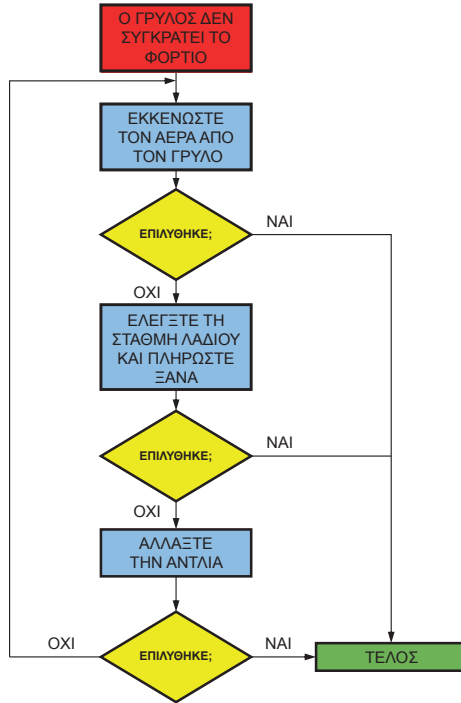 Ο ΓΡΥΛΟΣ ΔΕΝ
ΣΥΓΚΡΑΤΕΙ ΤΟ
ΦΟΡΤΙΟ
ΕΚΚΕΝΩΣΤΕ
ΤΟΝ ΑΕΡΑ ΑΠΟ
ΤΟΝ ΓΡΥΛΟ
ΕΠΙΛΥΘΗΚΕ;
ΝΑΙ
ΟΧΙ
ΕΛΕΓΞΤΕ ΤΗ
ΣΤΑΘΜΗ ΛΑΔΙΟΥ
ΚΑΙ ΠΛΗΡΩΣΤΕ
ΞΑΝΑ
ΕΠΙΛΥΘΗΚΕ;
ΝΑΙ
ΟΧΙ
ΑΛΛΑΞΤΕ
ΤΗΝ ΑΝΤΛΙΑ
ΟΧΙ
ΕΠΙΛΥΘΗΚΕ;
ΝΑΙ
ΤΕΛΟΣ